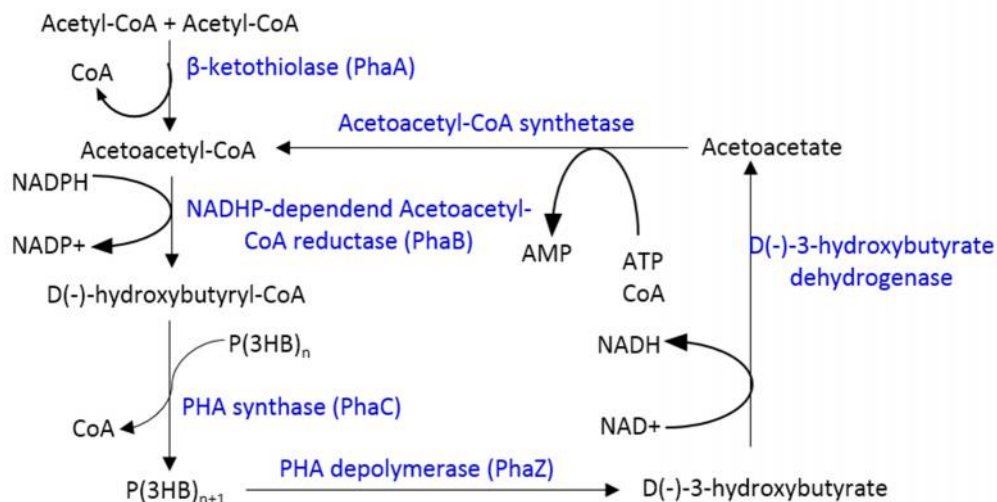 Acetyl-CoA + Acetyl-CoA
CoA
β-ketothiolase (PhaA)
Acetoacetyl-CoA synthetase
Acetoacetyl-CoA
Acetoacetate
NADPH
NADHP-dependend Acetoacetyl-
CoA reductase (PhaB)
NADP+
AMP
ATP
CoA
D(-)-3-hydroxybutyrate
dehydrogenase
D(-)-hydroxybutyryl-CoA
P(3HB)n
NADH
PHA synthase (PhaC)
CoA
NAD+
PHA depolymerase (PhaZ)
P(3HB)n+1
D(-)-3-hydroxybutyrate